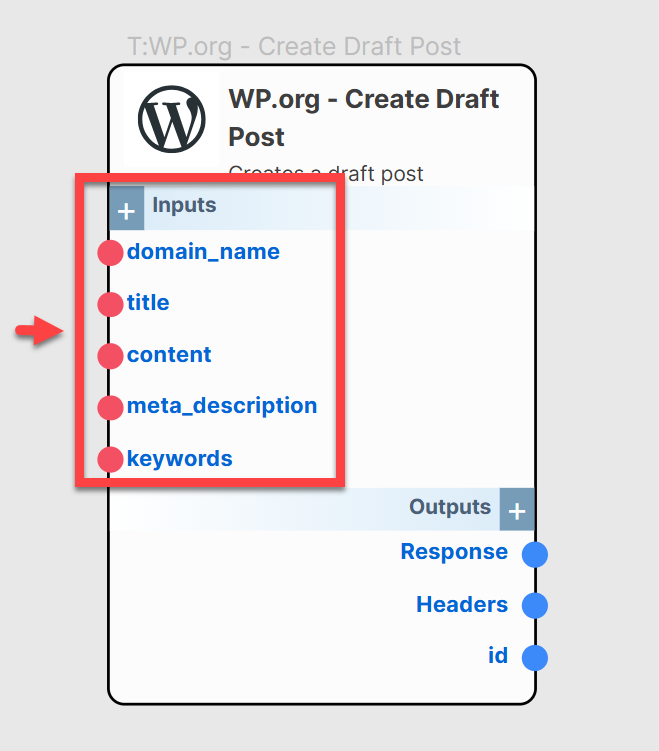 T:WP.org - Create Draft Post
WP.org - Create Draft
Post
Creates a draft post
+ Inputs
domain_name
title
content
meta_description
keywords
Outputs +
Response
Headers
id